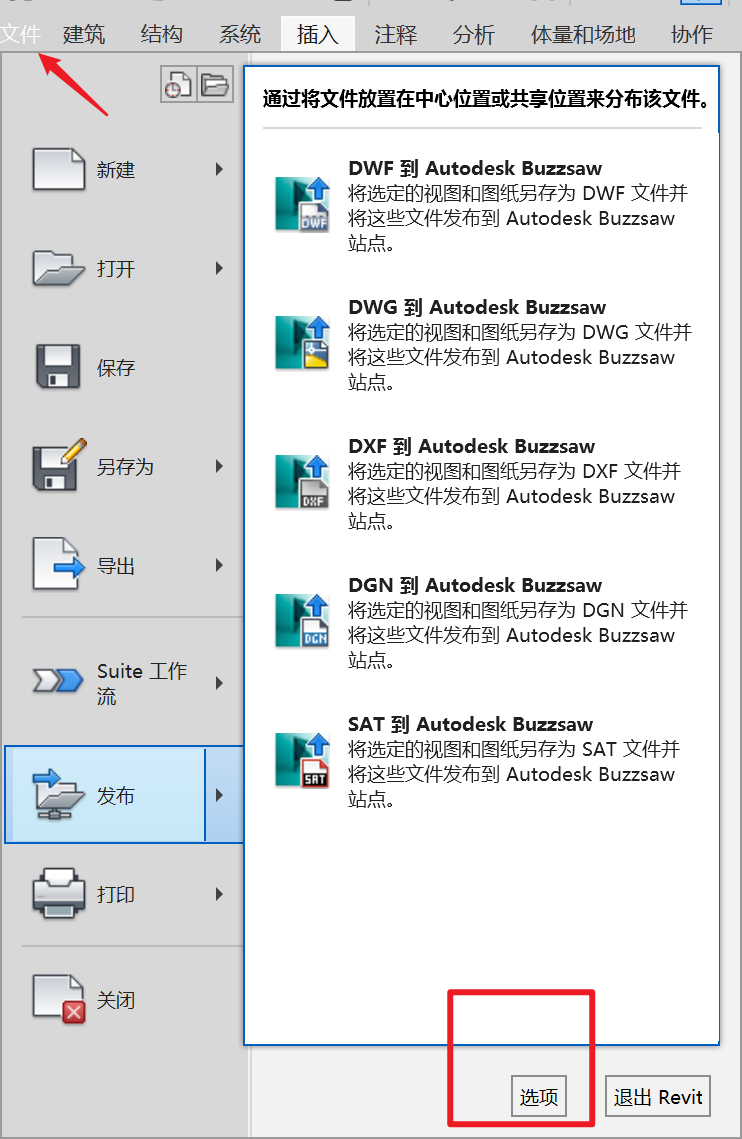 文件 建筑 结构 系统 插入 注释 分析 体量和场地 协作
通过将文件放置在中心位置或共享位置来分布该文件。
新建
打开
保存
另存为
导出
Suite 工作
流
发布
打印
关闭
DWF 到 Autodesk Buzzsaw
将选定的视图和图纸另存为 DWF 文件并
将这些文件发布到 Autodesk Buzzsaw
站点。
DWG 到 Autodesk Buzzsaw
将选定的视图和图纸另存为 DWG 文件并
将这些文件发布到 Autodesk Buzzsaw
站点。
DXF 到 Autodesk Buzzsaw
将选定的视图和图纸另存为 DXF 文件并
将这些文件发布到 Autodesk Buzzsaw
站点。
DGN 到 Autodesk Buzzsaw
将选定的视图和图纸另存为 DGN 文件并
将这些文件发布到 Autodesk Buzzsaw
站点。
SAT 到 Autodesk Buzzsaw
将选定的视图和图纸另存为 SAT 文件并
将这些文件发布到 Autodesk Buzzsaw
站点。
DWF
DXF
DGN
SAT
选项 退出 Revit